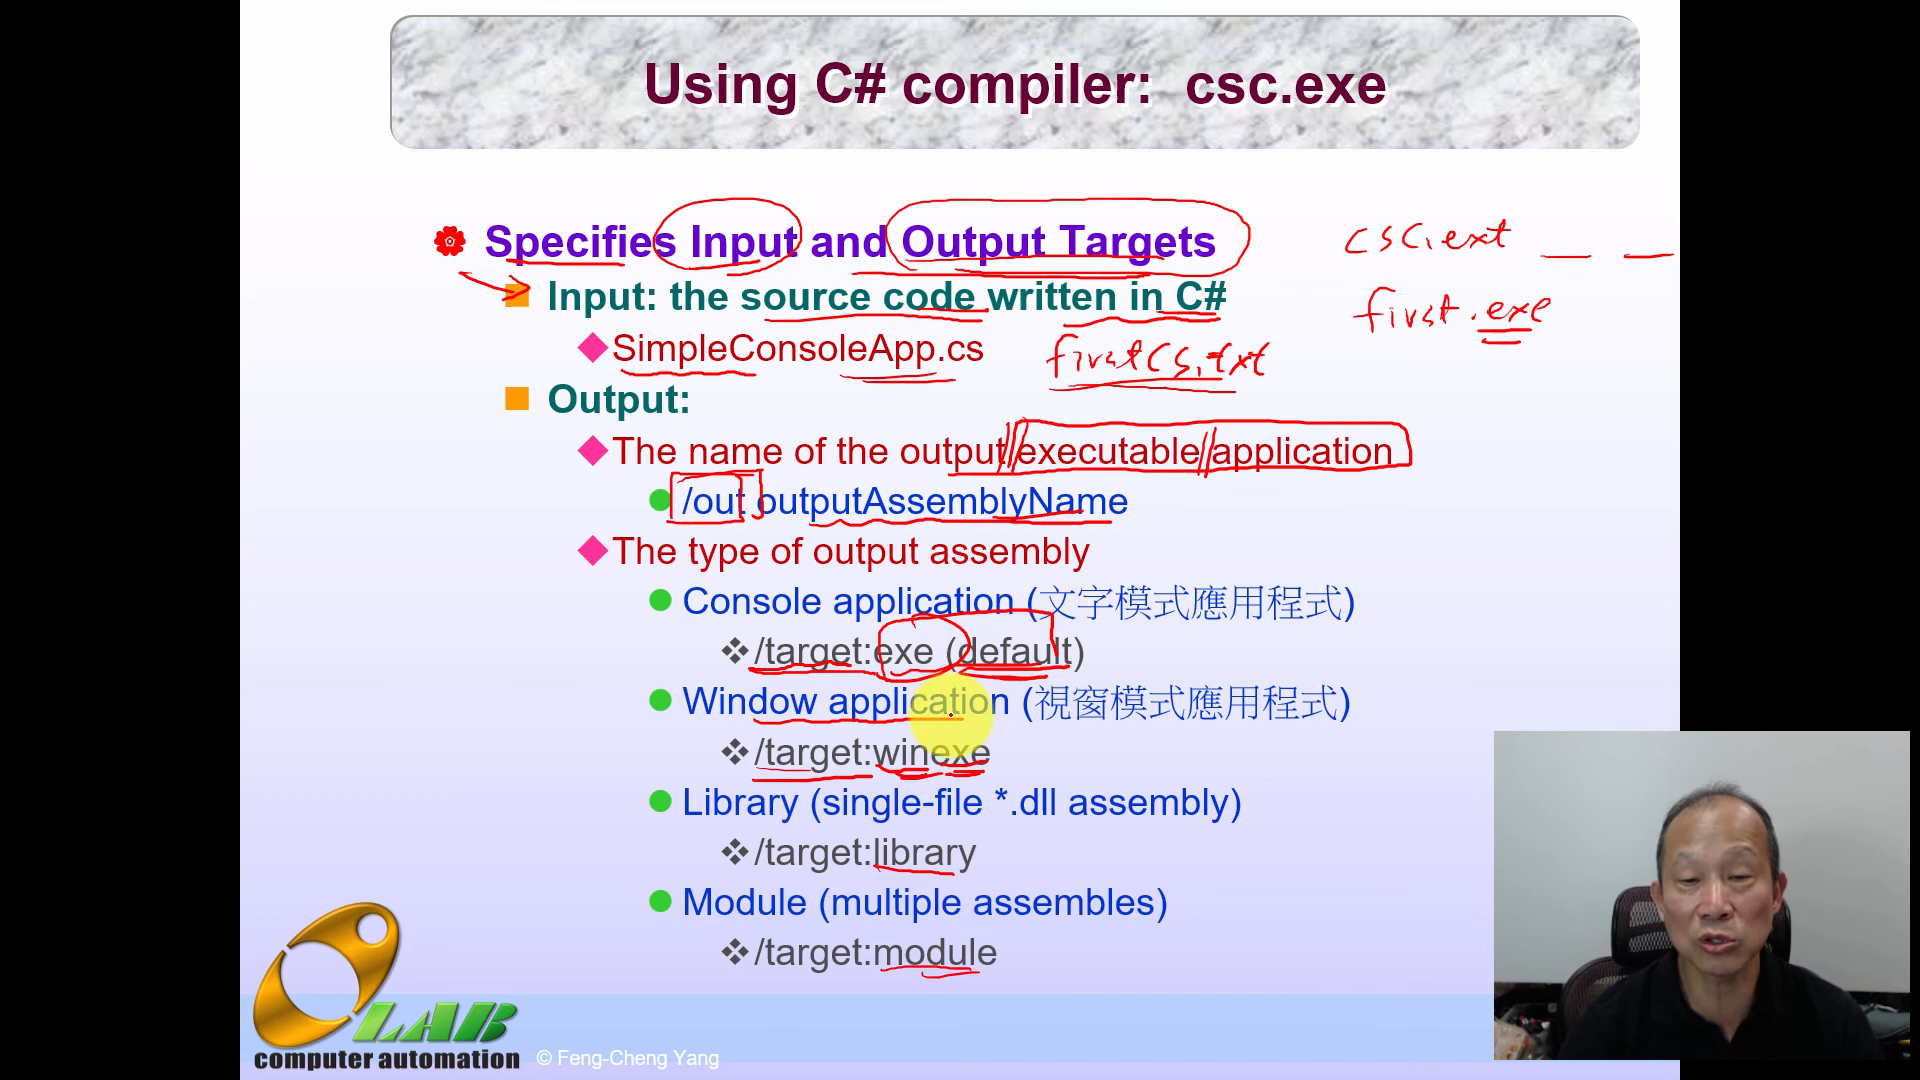 Using C# compiler: csc.exe
Specifies Input and Output Targets
csc.ext
Input: the source code written in C#
first.exe
SimpleConsoleApp.cs
firstCS.txt
Output:
The name of the output executable application
/out outputAssemblyName
The type of output assembly
Console application (文字模式應用程式)
/target:exe (default)
Window application (視窗模式應用程式)
/target:winexe
Library (single-file *.dll assembly)
/target:library
Module (multiple assembles)
/target:module
LAB
computer automation
© Feng-Cheng Yang